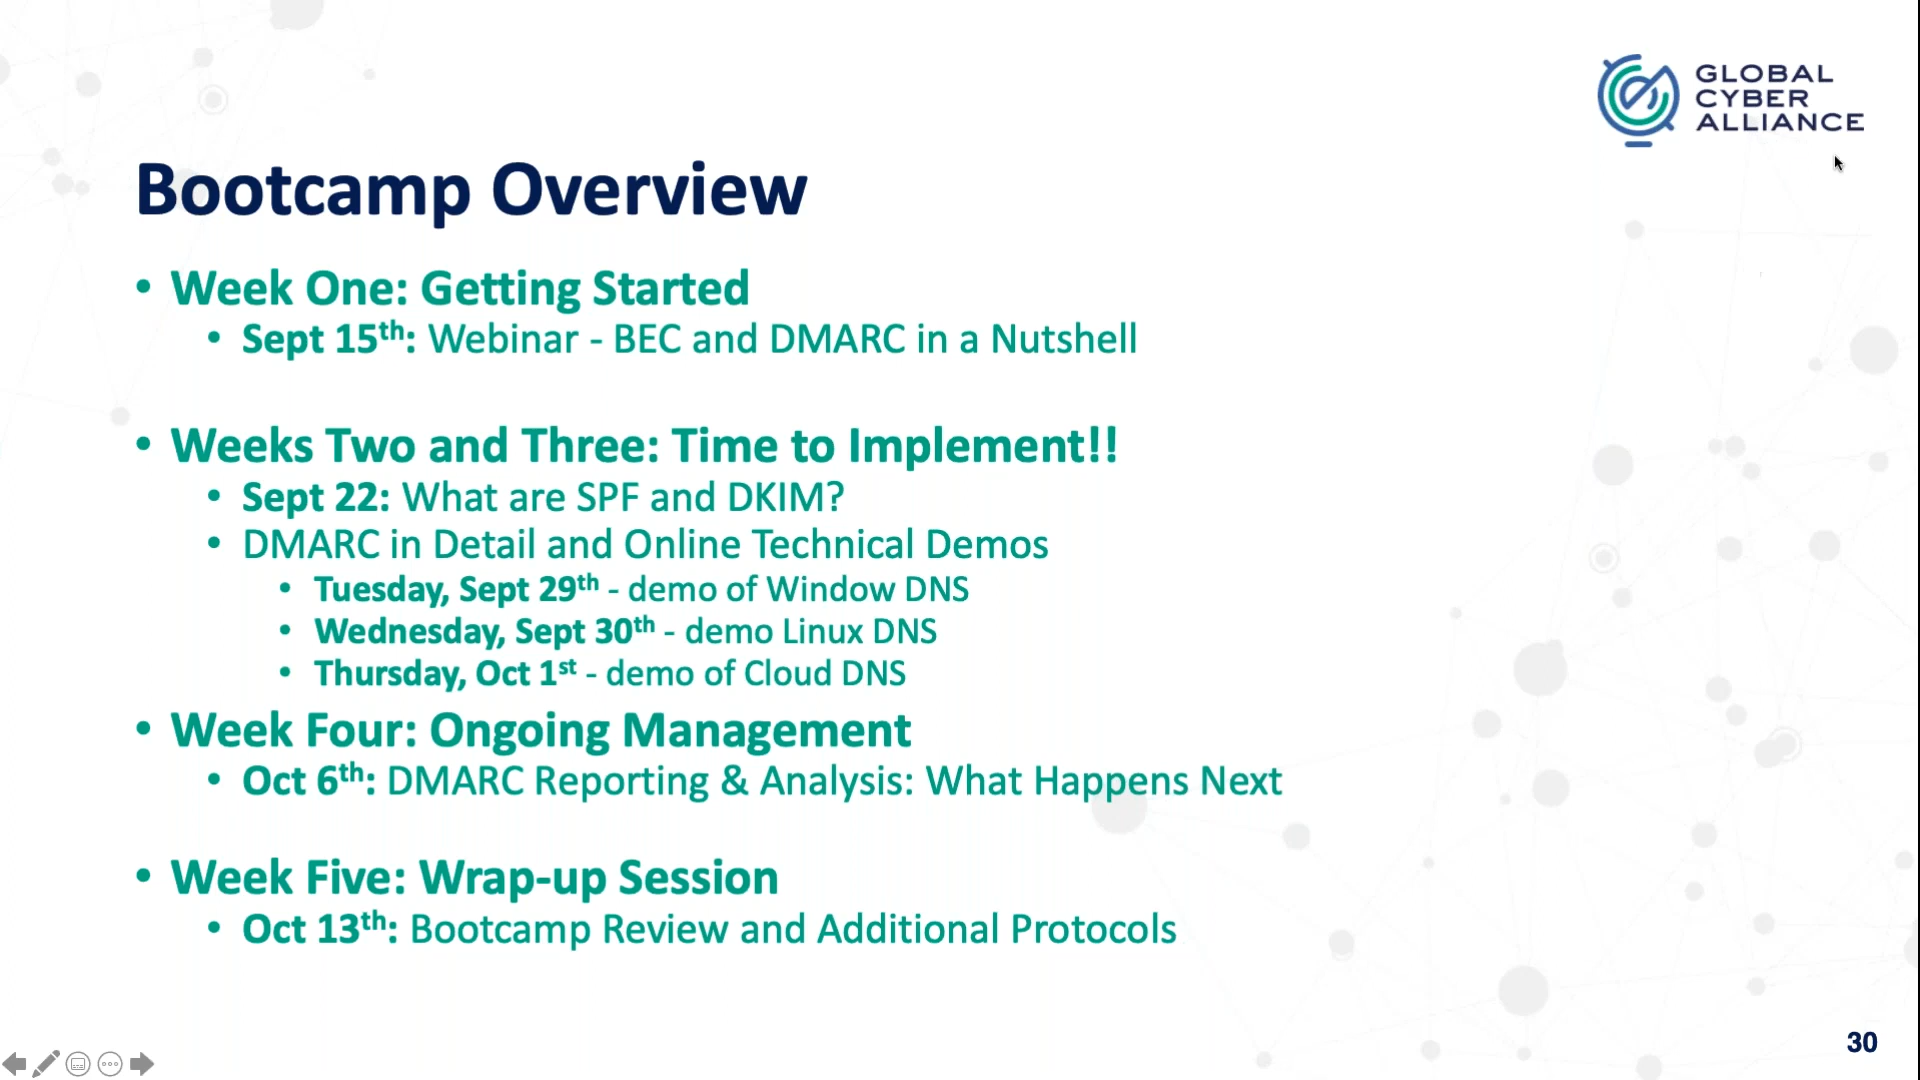 GLOBAL
CYBER
ALLIANCE
Bootcamp Overview
• Week One: Getting Started
• Sept 15th: Webinar - BEC and DMARC in a Nutshell
• Weeks Two and Three: Time to Implement!!
• Sept 22: What are SPF and DKIM?
• DMARC in Detail and Online Technical Demos
• Tuesday, Sept 29th - demo of Window DNS
• Wednesday, Sept 30th - demo Linux DNS
• Thursday, Oct 1st - demo of Cloud DNS
• Week Four: Ongoing Management
• Oct 6th: DMARC Reporting & Analysis: What Happens Next
• Week Five: Wrap-up Session
• Oct 13th: Bootcamp Review and Additional Protocols
30